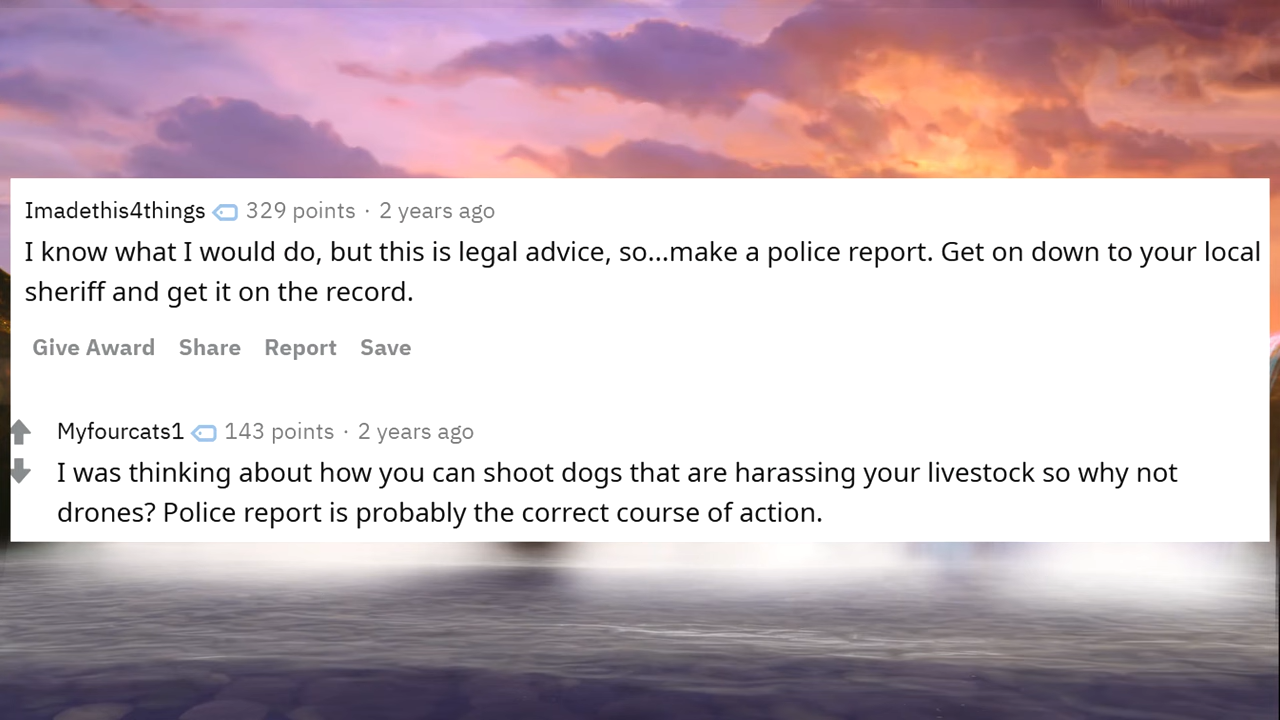 Imadethis4things 329 points · 2 years ago
I know what I would do, but this is legal advice, so...make a police report. Get on down to your local
sheriff and get it on the record.
Give Award Share Report Save
Myfourcats1 143 points · 2 years ago
I was thinking about how you can shoot dogs that are harassing your livestock so why not
drones? Police report is probably the correct course of action.